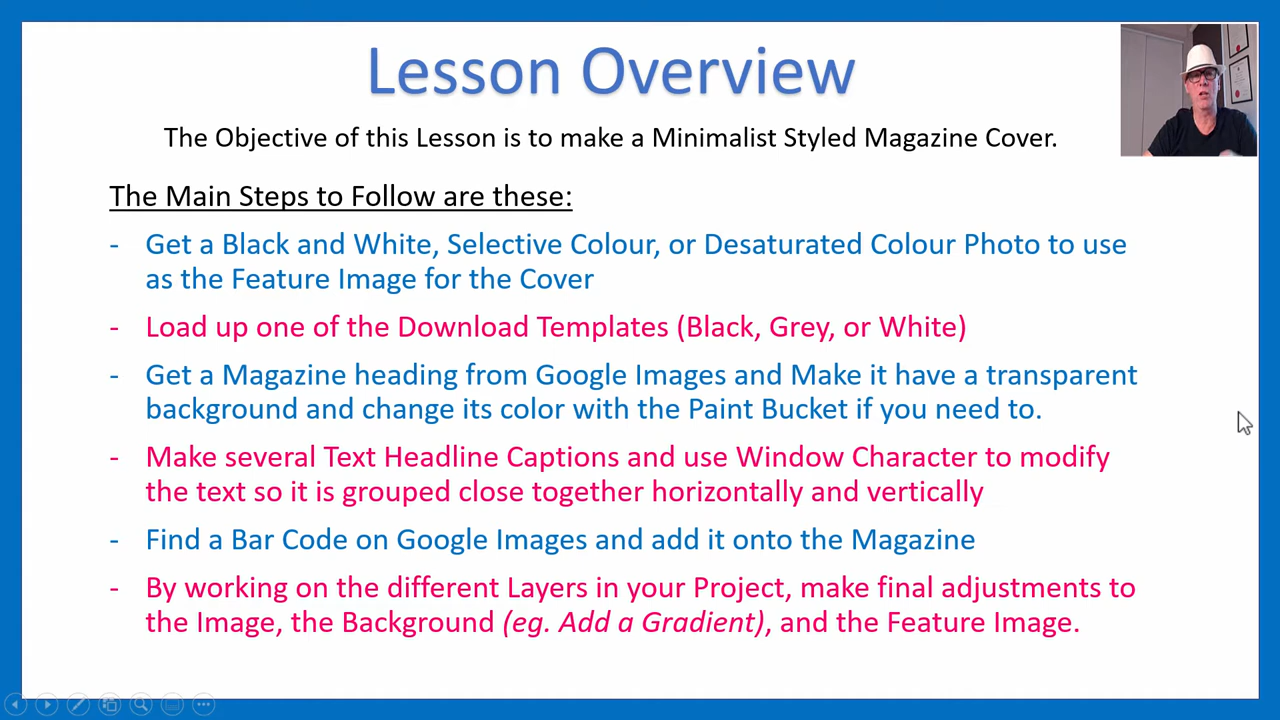 Lesson Overview
The Objective of this Lesson is to make a Minimalist Styled Magazine Cover.
The Main Steps to Follow are these:
- Get a Black and White, Selective Colour, or Desaturated Colour Photo to use
as the Feature Image for the Cover
- Load up one of the Download Templates (Black, Grey, or White)
- Get a Magazine heading from Google Images and Make it have a transparent
background and change its color with the Paint Bucket if you need to.
- Make several Text Headline Captions and use Window Character to modify
the text so it is grouped close together horizontally and vertically
- Find a Bar Code on Google Images and add it onto the Magazine
- By working on the different Layers in your Project, make final adjustments to
the Image, the Background (eg. Add a Gradient), and the Feature Image.